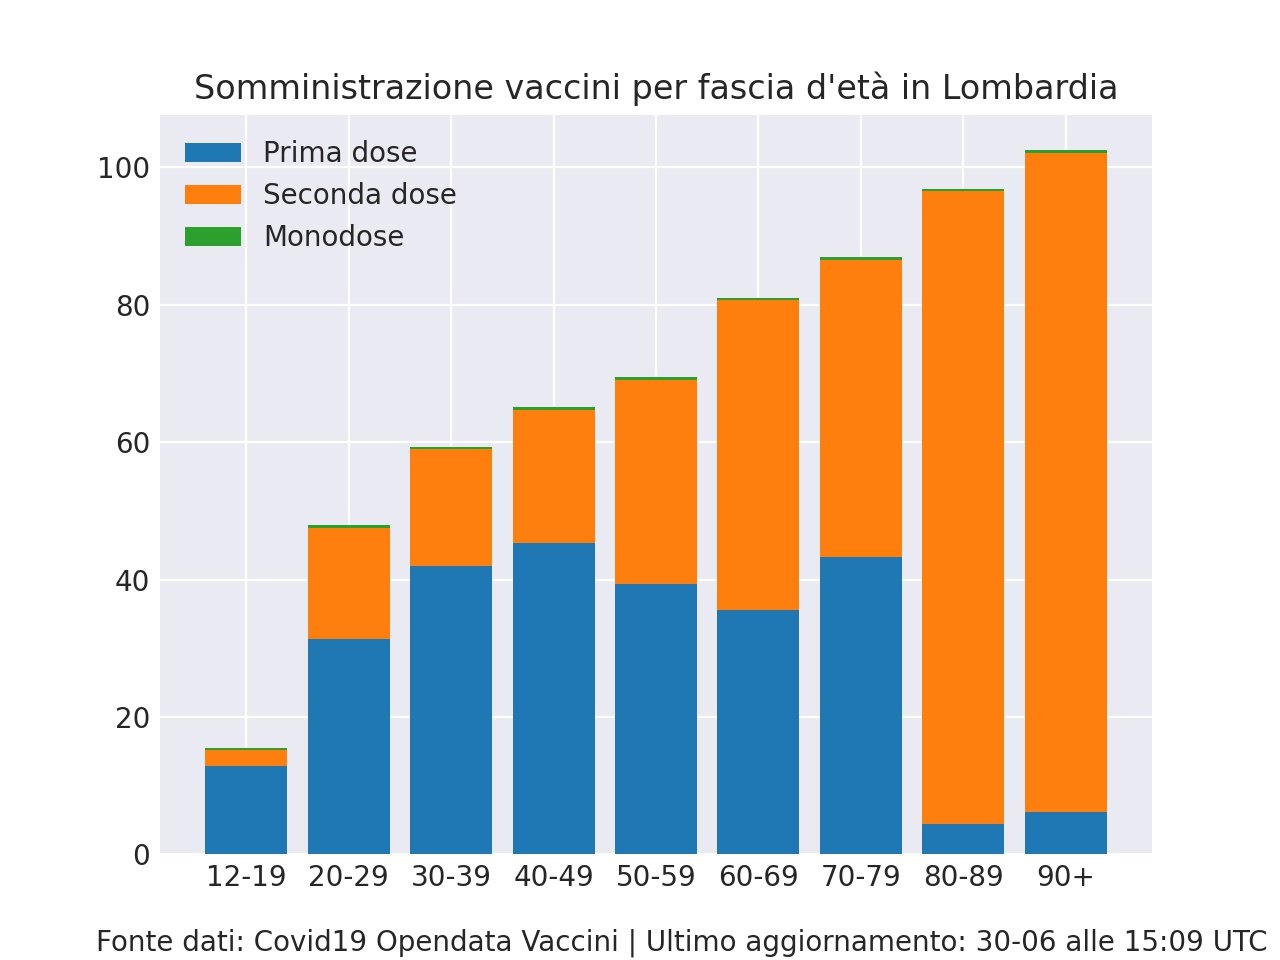 Somministrazione vaccini per fascia d'età in Lombardia
Prima dose
Seconda dose
Monodose
100
80
60
40
20
0
12-19 20-29 30-39 40-49 50-59 60-69 70-79 80-89 90+
Fonte dati: Covid19 Opendata Vaccini | Ultimo aggiornamento: 30-06 alle 15:09 UTC